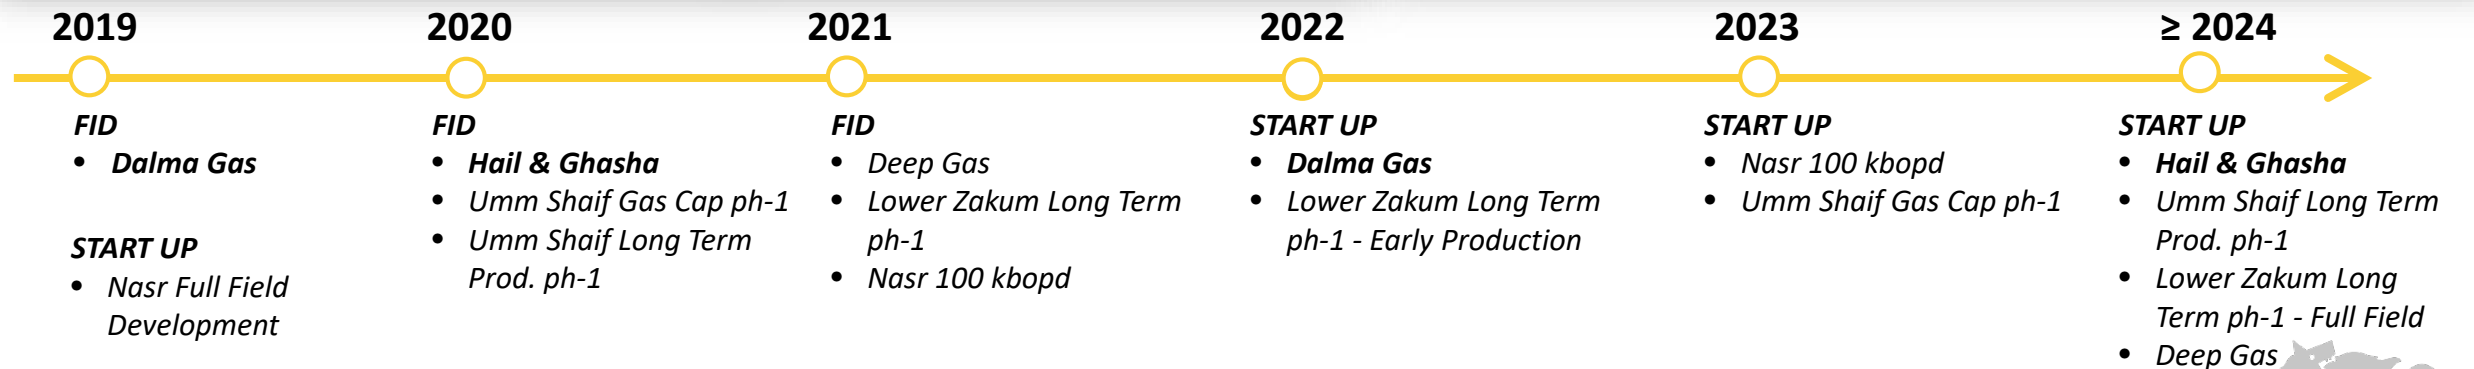 2019
FID
• Dalma Gas
START UP
• Nasr Full Field
Development
2020
FID
• Hail & Ghasha
• Umm Shaif Gas Cap ph-1
• Umm Shaif Long Term
Prod. ph-1
2021
FID
• Deep Gas
• Lower Zakum Long Term
ph-1
• Nasr 100 kbopd
2022
START UP
• Dalma Gas
• Lower Zakum Long Term
ph-1 - Early Production
2023
START UP
• Nasr 100 kbopd
• Umm Shaif Gas Cap ph-1
≥ 2024
START UP
• Hail & Ghasha
• Umm Shaif Long Term
Prod. ph-1
• Lower Zakum Long
Term ph-1 - Full Field
• Deep Gas